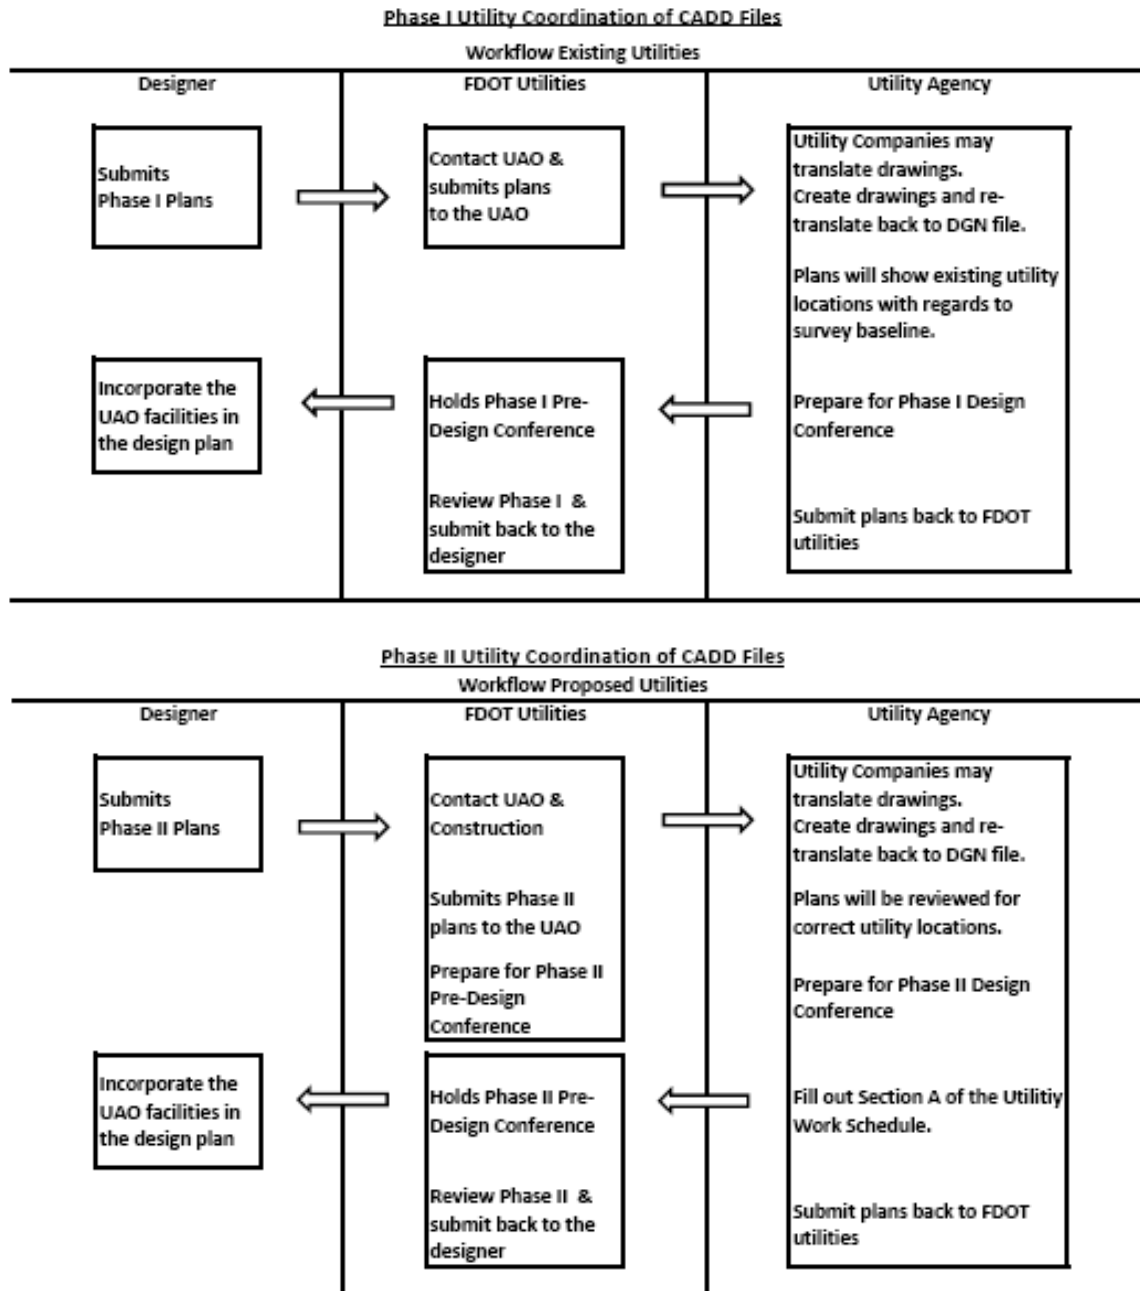 Phase I Utility Coordination of CADD Files
Workflow Existing Utilities
Designer
FDOT Utilities
Utility Agency
Submits
Phase I Plans
Contact UAO &
submits plans
to the UAO
Utility Companies may
translate drawings.
Create drawings and re-
translate back to DGN file.
Plans will show existing utility
locations with regards to
survey baseline.
Incorporate the
UAO facilities in
the design plan
Holds Phase I Pre-
Design Conference
Prepare for Phase I Design
Conference
Review Phase I &
submit back to the
designer
Submit plans back to FDOT
utilities
Phase II Utility Coordination of CADD Files
Workflow Proposed Utilities
Designer
FDOT Utilities
Utility Agency
Submits
Phase II Plans
Contact UAO &
Construction
Submits Phase II
plans to the UAO
Prepare for Phase II
Pre-Design
Conference
Utility Companies may
translate drawings.
Create drawings and re-
translate back to DGN file.
Plans will be reviewed for
correct utility locations.
Prepare for Phase II Design
Conference
Incorporate the
UAO facilities in
the design plan
Holds Phase II Pre-
Design Conference
Fill out Section A of the Utilitiy
Work Schedule.
Review Phase II &
submit back to the
designer
Submit plans back to FDOT
utilities